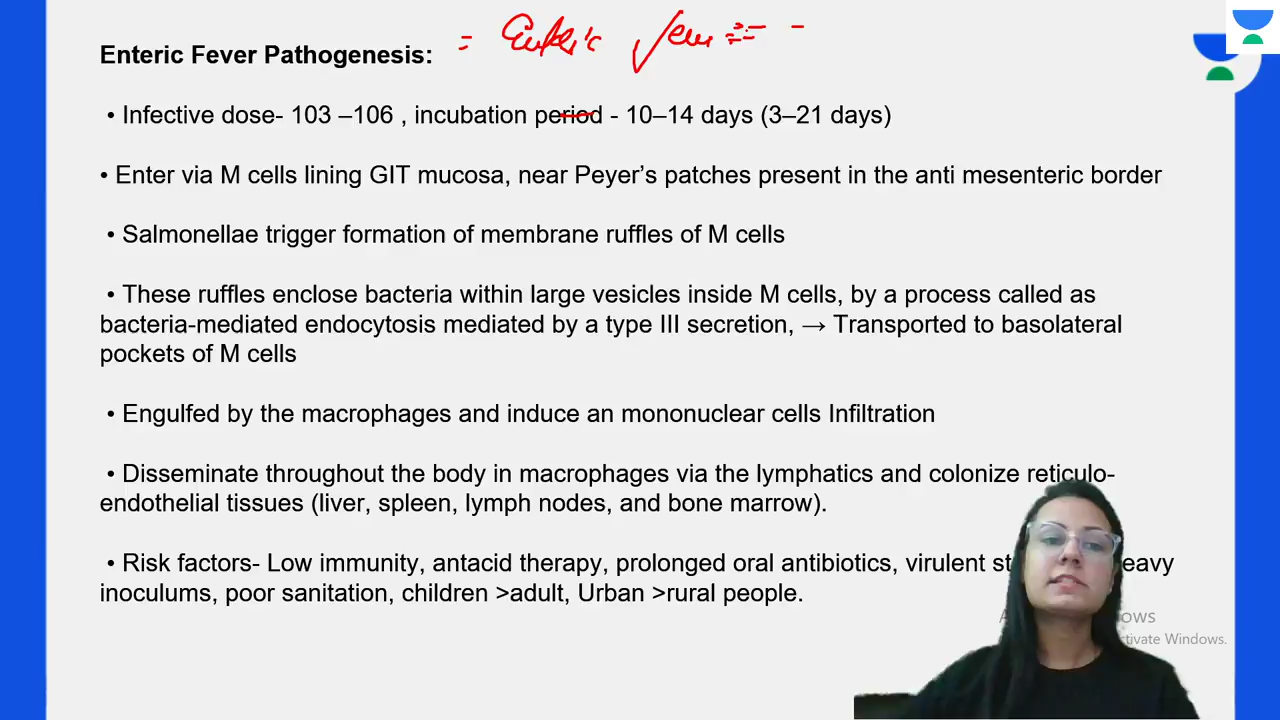 = Enteric fever
Enteric Fever Pathogenesis:
• Infective dose- 103 –106 , incubation period - 10–14 days (3–21 days)
• Enter via M cells lining GIT mucosa, near Peyer’s patches present in the anti mesenteric border
• Salmonellae trigger formation of membrane ruffles of M cells
• These ruffles enclose bacteria within large vesicles inside M cells, by a process called as
bacteria-mediated endocytosis mediated by a type III secretion, → Transported to basolateral
pockets of M cells
• Engulfed by the macrophages and induce an mononuclear cells Infiltration
• Disseminate throughout the body in macrophages via the lymphatics and colonize reticulo-
endothelial tissues (liver, spleen, lymph nodes, and bone marrow).
• Risk factors- Low immunity, antacid therapy, prolonged oral antibiotics, virulent
inoculums, poor sanitation, children >adult, Urban >rural people.